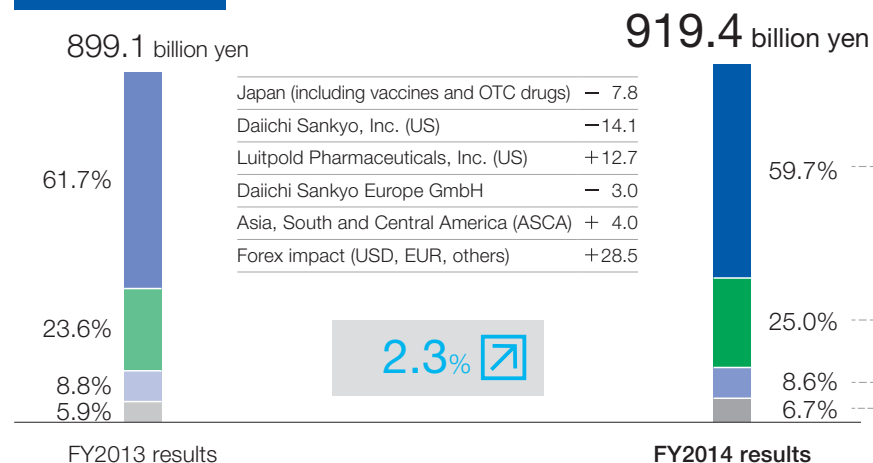 899.1 billion yen
919.4 billion yen
Japan (including vaccines and OTC drugs) − 7.8
Daiichi Sankyo, Inc. (US) −14.1
Luitpold Pharmaceuticals, Inc. (US) +12.7
Daiichi Sankyo Europe GmbH − 3.0
Asia, South and Central America (ASCA) + 4.0
Forex impact (USD, EUR, others) +28.5
61.7%
23.6%
8.8%
5.9%
2.3%
59.7%
25.0%
8.6%
6.7%
FY2013 results
FY2014 results